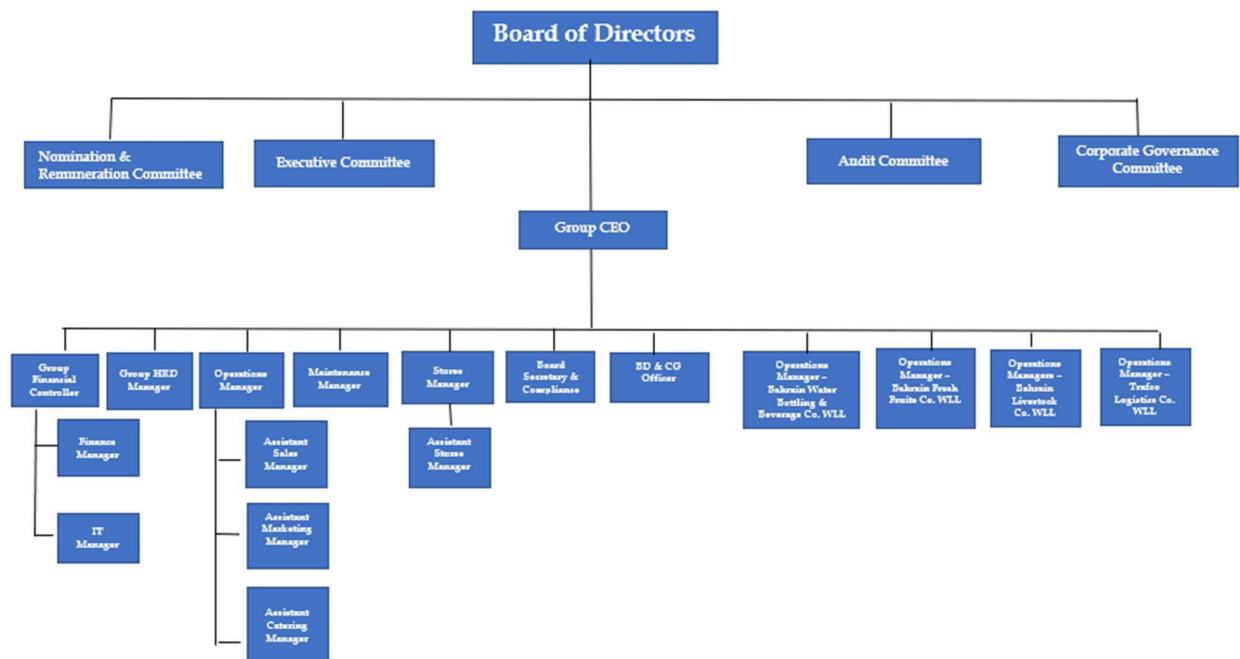 Board of Directors
Nomination &
Remuneration Committee
Executive Committee
Audit Committee
Corporate Governance
Committee
Group CEO
Group
Financial
Controller
Group HRD
Manager
Operations
Manager
Maintenance
Manager
Stores
Manager
Board
Secretary &
Compliance
BD & CG
Officer
Operations
Manager –
Bahrain Water
Bottling &
Beverage Co. WLL
Operations
Manager –
Bahrain Fresh
Fruits Co. WLL
Operations
Managers –
Bahrain
Livestock
Co. WLL
Operations
Manager – Trafco
Logistics Co.
WLL
Finance
Manager
Assistant
Sales
Manager
Assistant
Stores
Manager
IT
Manager
Assistant
Marketing
Manager
Assistant
Catering
Manager